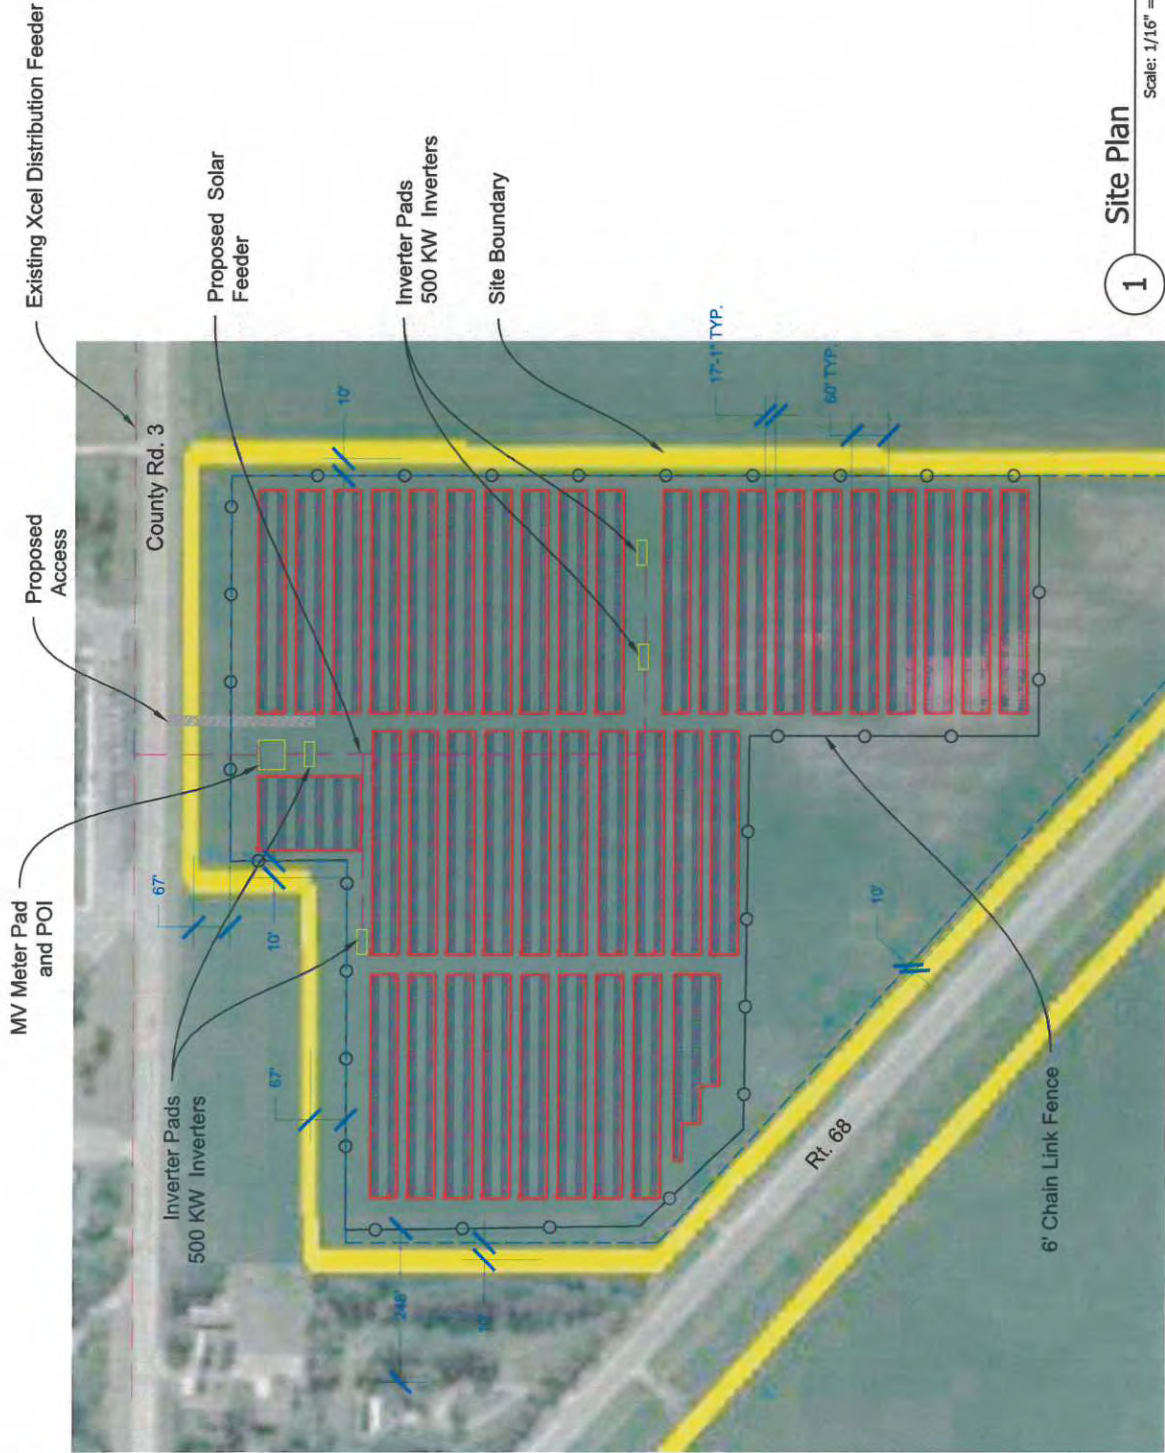 Existing Xcel Distribution Feeder
Proposed
Access
MV Meter Pad
and POI
County Rd. 3
Proposed Solar
Feeder
Inverter Pads
500 KW Inverters
Site Boundary
10'
17'-1" TYP.
60' TYP.
67'
10'
67'
Inverter Pads
500 KW Inverters
248'
10'
10'
Rt. 68
6' Chain Link Fence
1
Site Plan
Scale: 1/16" =